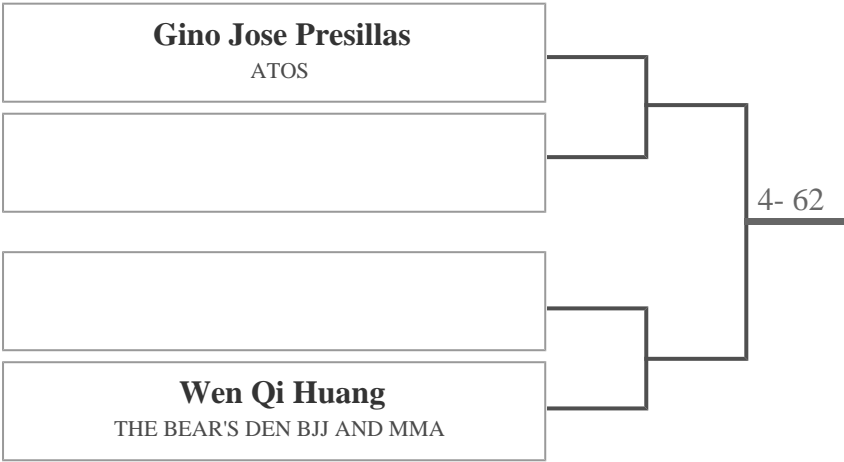 Gino Jose Presillas
ATOS
4- 62
Wen Qi Huang
THE BEAR'S DEN BJJ AND MMA